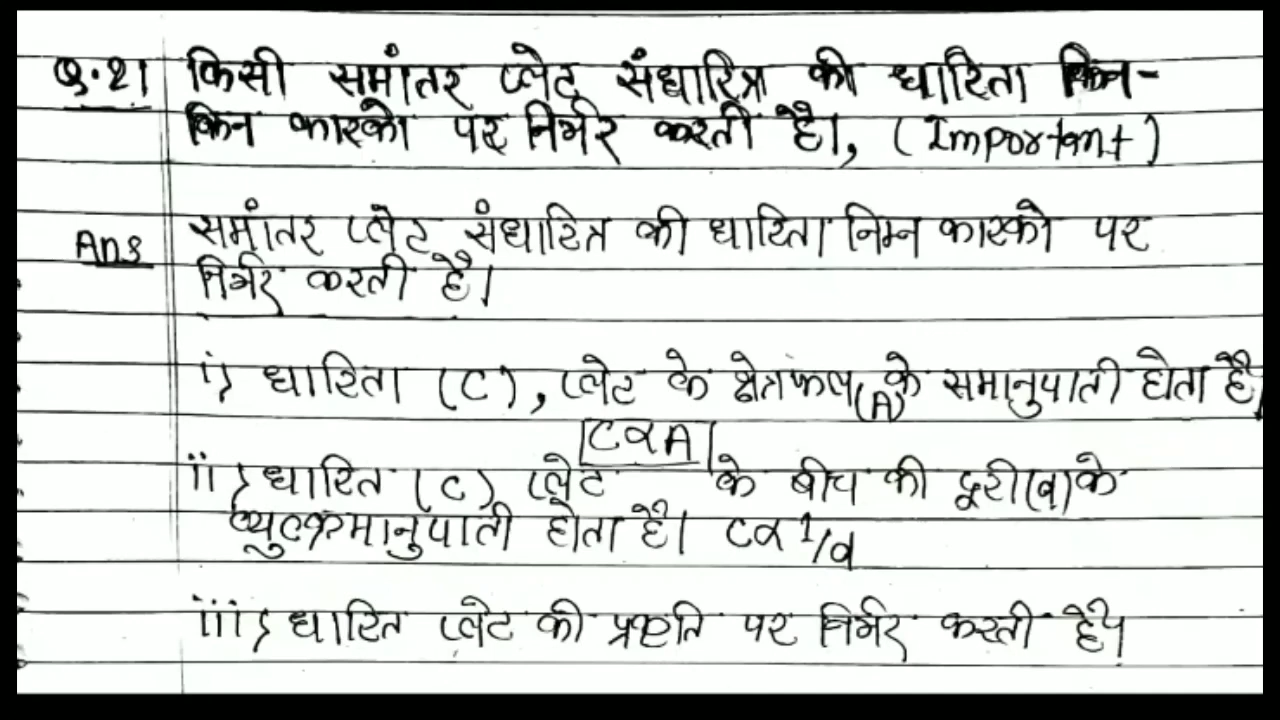 Q.21 किसी समांतर प्लेट संधारित्र की धारिता किन-
किन कारको पर निर्भर करती है।, (Important)
Ans समांतर प्लेट संधारित्र की धारिता निम्न कारको पर
निर्भर करती है।
i> धारिता (C), प्लेट के क्षेत्रफल (A) के समानुपाती होता है
C∝A
ii> धारित (C) प्लेट के बीच की दूरी (d) के
व्युत्क्रमानुपाती होता है। C∝1/d
iii> धारित प्लेट की प्रकृति पर निर्भर करती है।